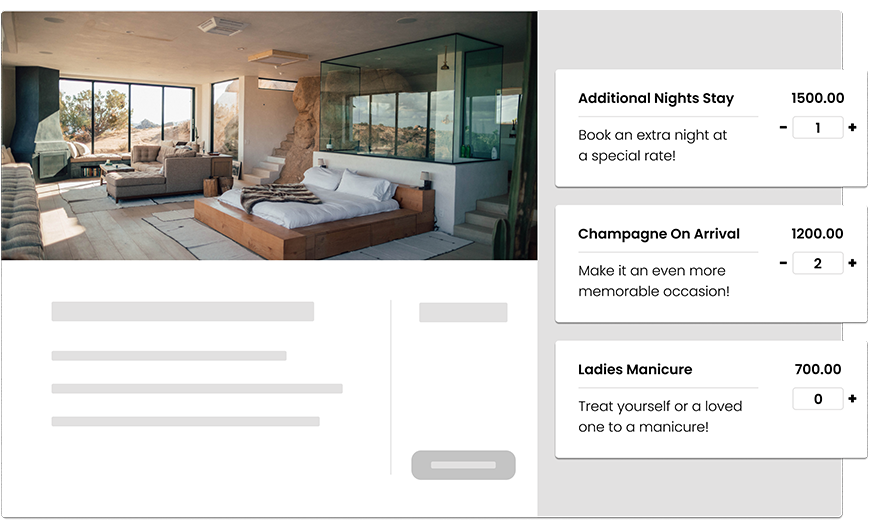 Additional Nights Stay 1500.00
- 1 +
Book an extra night at
a special rate!
Champagne On Arrival 1200.00
- 2 +
Make it an even more
memorable occasion!
Ladies Manicure 700.00
0 +
Treat yourself or a loved
one to a manicure!